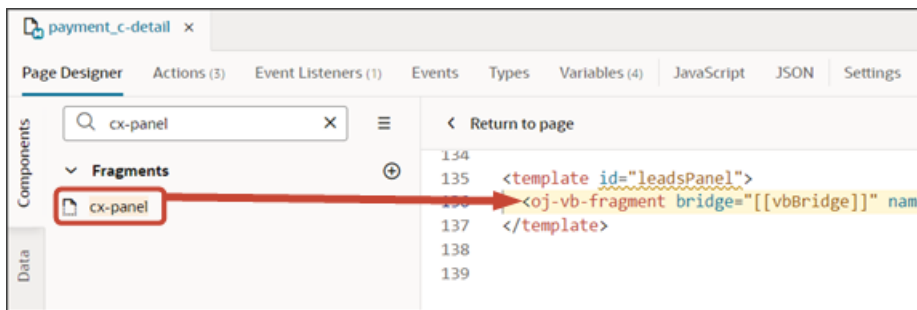 payment_c-detail ×
Page Designer Actions (3) Event Listeners (1) Events Types Variables (4) JavaScript JSON Settings
Components
Data
cx-panel
Fragments
cx-panel
Return to page
134
135 <template id="leadsPanel">
136 <oj-vb-fragment bridge="[[vbBridge]]" nam
137 </template>
138
139